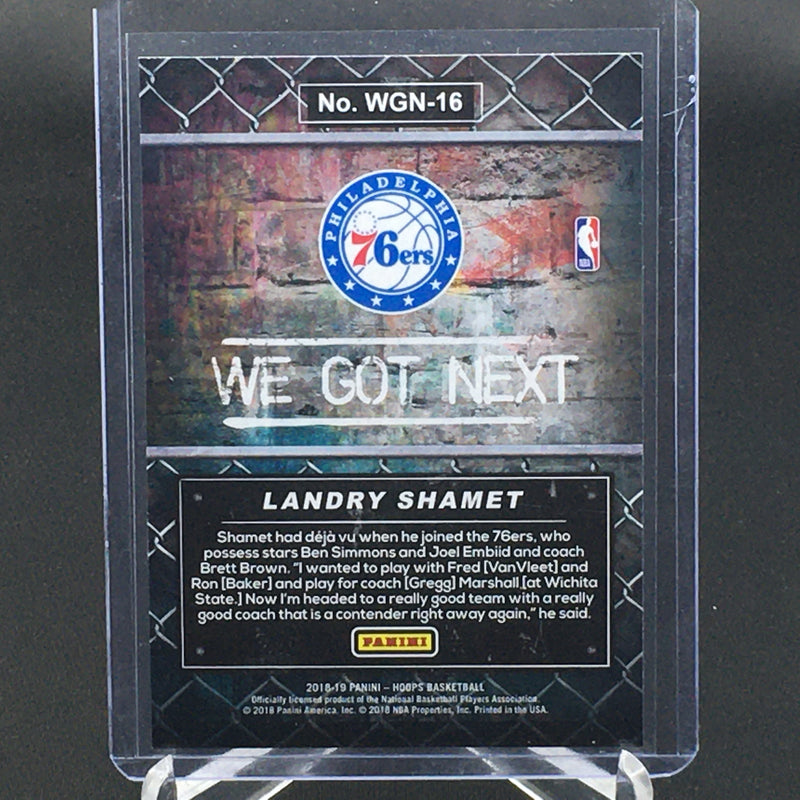 No. WGN-16
PHILADELPHIA
76ers
NBA
WE GOT NEXT
LANDRY SHAMET
Shamet had déjà vu when he joined the 76ers, who
possess stars Ben Simmons and Joel Embiid and coach
Brett Brown. "I wanted to play with Fred [VanVleet] and
Ron [Baker] and play for coach [Gregg] Marshall [at Wichita
State.] Now I'm headed to a really good team with a really
good coach that is a contender right away again," he said.
PANINI
2018-19 PANINI – HOOPS BASKETBALL
Officially licensed product of the National Basketball Players Association.
© 2018 Panini America, Inc. © 2018 NBA Properties, Inc. Printed in the USA.